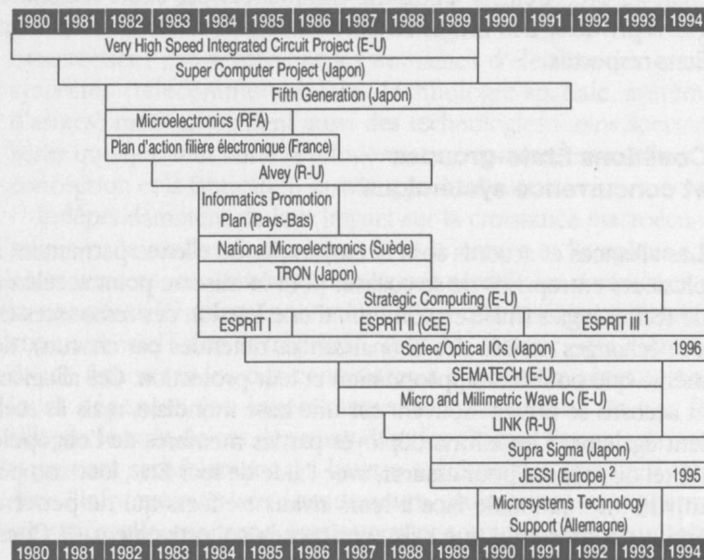 1980 1981 1982 1983 1984 1985 1986 1987 1988 1989 1990 1991 1992 1993 1994
Very High Speed Integrated Circuit Project (E-U)
Super Computer Project (Japon)
Fifth Generation (Japon)
Microelectronics (RFA)
Plan d'action filière électronique (France)
Alvey (R-U)
Informatics Promotion
Plan (Pays-Bas)
National Microelectronics (Suède)
TRON (Japon)
Strategic Computing (E-U)
ESPRIT I ESPRIT II (CEE) ESPRIT III 1
Sortec/Optical ICs (Japon) 1996
SEMATECH (E-U)
Micro and Millimetric Wave IC (E-U)
LINK (R-U)
Supra Sigma (Japon)
JESSI (Europe) 2 1995
Microsystems Technology
Support (Allemagne)
1980 1981 1982 1983 1984 1985 1986 1987 1988 1989 1990 1991 1992 1993 1994